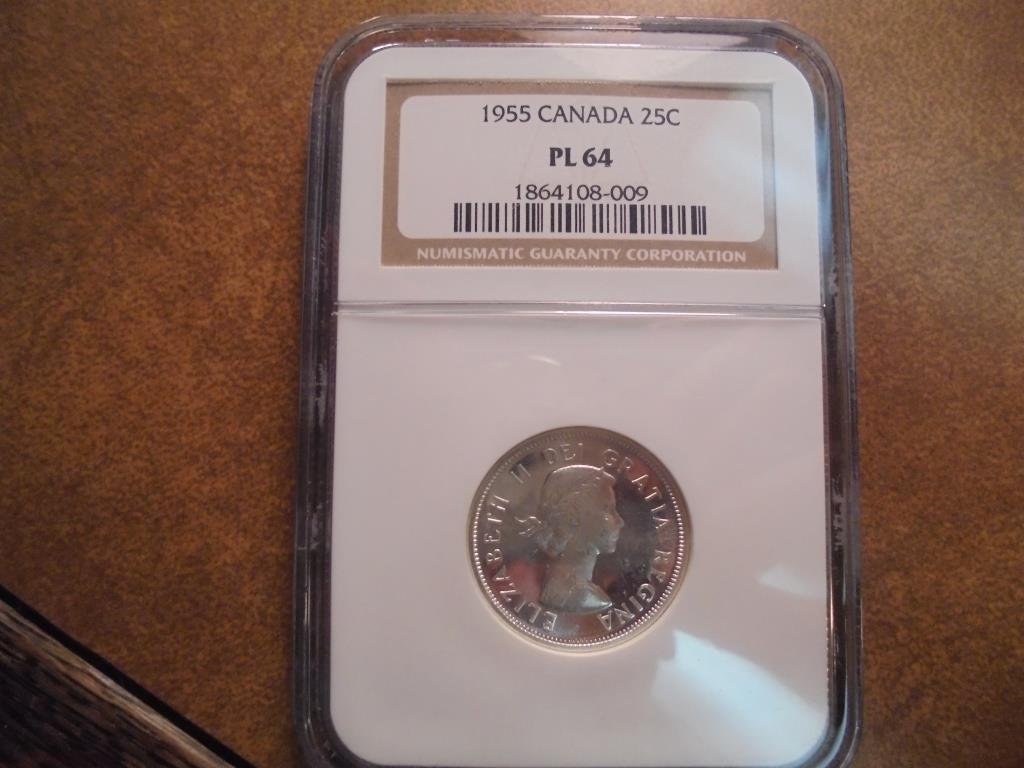 1955 CANADA 25C
PL 64
1864108-009
NUMISMATIC GUARANTY CORPORATION
ELIZABETH II DEI GRATIA REGINA